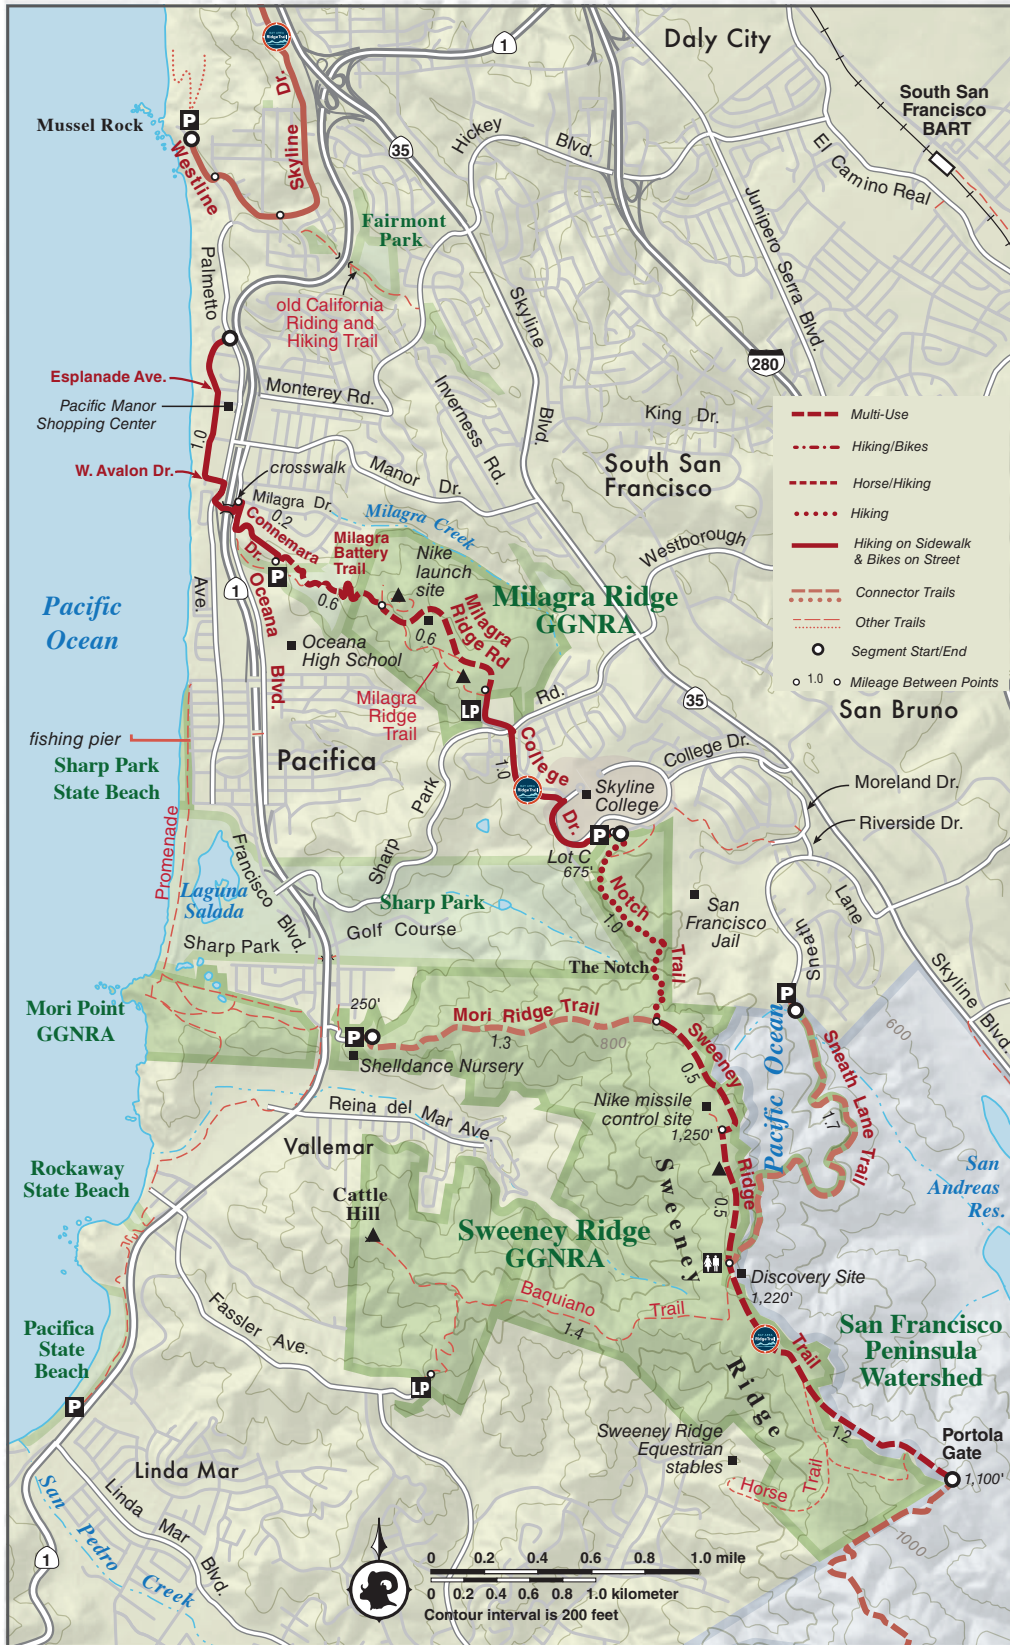 Daly City
1
Skyline
Dr.
South San
Francisco
BART
Mussel Rock
P
Westline
35
Hickey
Blvd.
El Camino Real
Fairmont
Park
Junipero Serra Blvd.
Palmetto
old California
Riding and
Hiking Trail
Skyline
Blvd.
280
Esplanade Ave.
Pacific Manor
Shopping Center
Monterey Rd.
Inverness Rd.
King Dr.
1.0
South San
Francisco
W. Avalon Dr.
crosswalk
Manor Dr.
Milagra Dr.
0.2
Connemara
Dr.
Milagra Creek
Westborough
Multi-Use
Hiking/Bikes
Horse/Hiking
Hiking
Hiking on Sidewalk
& Bikes on Street
Connector Trails
Other Trails
Segment Start/End
1.0
Mileage Between Points
Milagra
Battery
Trail
Nike
launch
site
P
Ave.
1
Oceana
Blvd.
0.6
0.6
Milagra
Ridge Rd
Milagra Ridge
GGNRA
Pacific
Ocean
Oceana
High School
Milagra
Ridge
Trail
LP
Rd.
35
San Bruno
fishing pier
Sharp Park
State Beach
Pacifica
College
Dr.
1.0
College Dr.
Skyline
College
Moreland Dr.
Riverside Dr.
Sharp
Park
P
Lot C
675'
Promenade
Francisco
Blvd.
Laguna
Salada
Sharp Park
Sharp Park
Golf Course
Notch
Trail
1.0
San
Francisco
Jail
Sneath
Lane
Skyline
Blvd.
The Notch
P
Mori Point
GGNRA
250'
P
Mori Ridge Trail
1.3
800
600
Shelldance Nursery
Sweeney
0.5
Pacific Ocean
Sneath Lane Trail
1.7
Reina del Mar Ave.
Nike missile
control site
1,250'
Vallemar
Rockaway
State Beach
San
Andreas
Res.
Ridge
0.5
Cattle
Hill
Sweeney Ridge
GGNRA
Sweeney
Discovery Site
1,220'
Baquiano
Trail
1.4
Fassler Ave.
Pacifica
State
Beach
San Francisco
Peninsula
Watershed
Trail
Ridge
LP
P
1.2
Sweeney Ridge
Equestrian
stables
Portola
Gate
1,100'
Horse
Trail
Linda Mar
Linda Mar
Blvd.
San
Pedro
Creek
1000
1
0 0.2 0.4 0.6 0.8 1.0 mile
0 0.2 0.4 0.6 0.8 1.0 kilometer
Contour interval is 200 feet